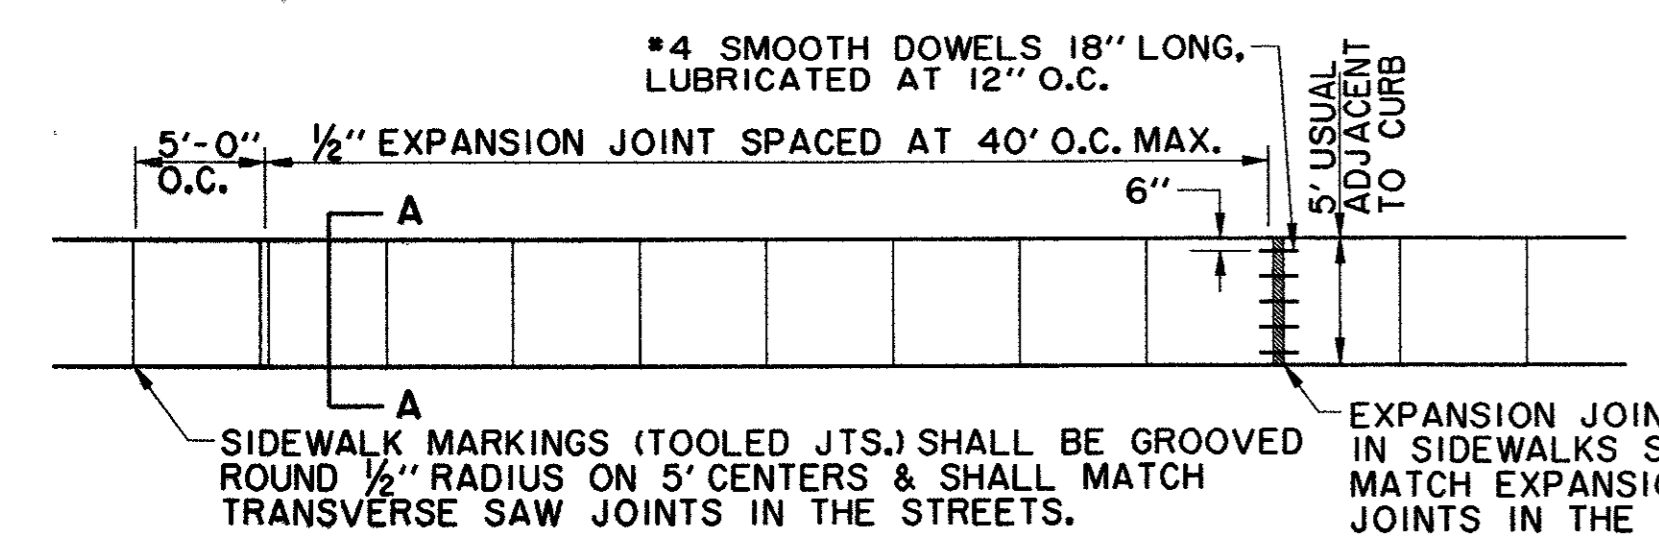 *4 SMOOTH DOWELS 18" LONG,
LUBRICATED AT 12" O.C.
5'-0"
O.C.
½" EXPANSION JOINT SPACED AT 40' O.C. MAX.
6"
5' USUAL
ADJACENT
TO CURB
A
A
SIDEWALK MARKINGS (TOOLED JTS.) SHALL BE GROOVED
ROUND ½" RADIUS ON 5' CENTERS & SHALL MATCH
TRANSVERSE SAW JOINTS IN THE STREETS.
EXPANSION
IN SIDEWALKS
MATCH
JOINTS IN THE